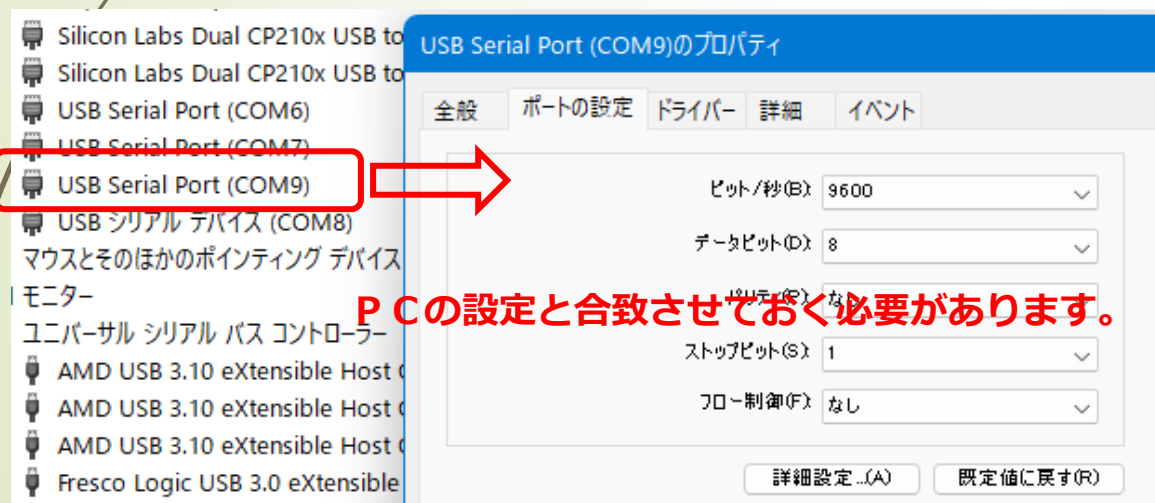 Silicon Labs Dual CP210x USB to
Silicon Labs Dual CP210x USB to
USB Serial Port (COM6)
USB Serial Port (COM7)
USB Serial Port (COM9)
USB シリアル デバイス (COM8)
マウスとそのほかのポインティング デバイス
モニター
ユニバーサル シリアル バス コントローラー
AMD USB 3.10 eXtensible Host
AMD USB 3.10 eXtensible Host
AMD USB 3.10 eXtensible Host
Fresco Logic USB 3.0 eXtensible
USB Serial Port (COM9)のプロパティ
全般 ポートの設定 ドライバー 詳細 イベント
ビット/秒(B): 9600
データ ビット(D): 8
パリティ(P): なし
ＰＣの設定と合致させておく必要があります。
ストップ ビット(S): 1
フロー制御(F): なし
詳細設定...(A) 既定値に戻す(R)